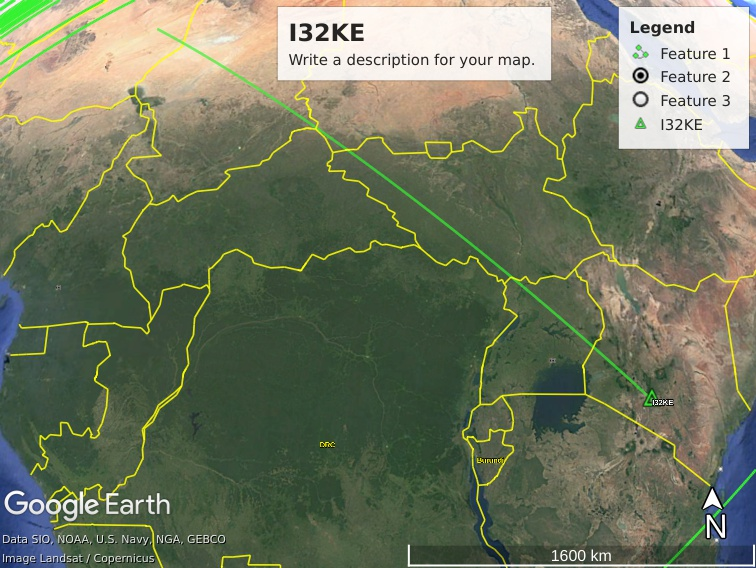 I32KE
Write a description for your map.
Legend
Feature 1
Feature 2
Feature 3
I32KE
I32KE
DRC
Burundi
Google Earth
N
Data SIO, NOAA, U.S. Navy, NGA, GEBCO
Image Landsat / Copernicus
1600 km